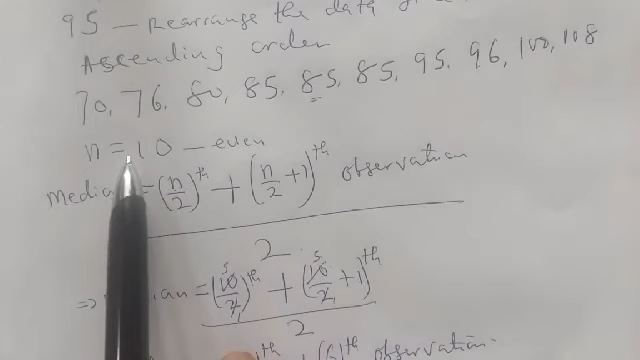 95 — Rearrange the data
Ascending order
70, 76, 80, 85, 85, 85, 95, 96, 100, 108
n = 10 — even
= (n/2)th + (n/2 + 1)th observation
2
⇒ = (10/2)th + (10/2 + 1)th
2
th + (6)th observation